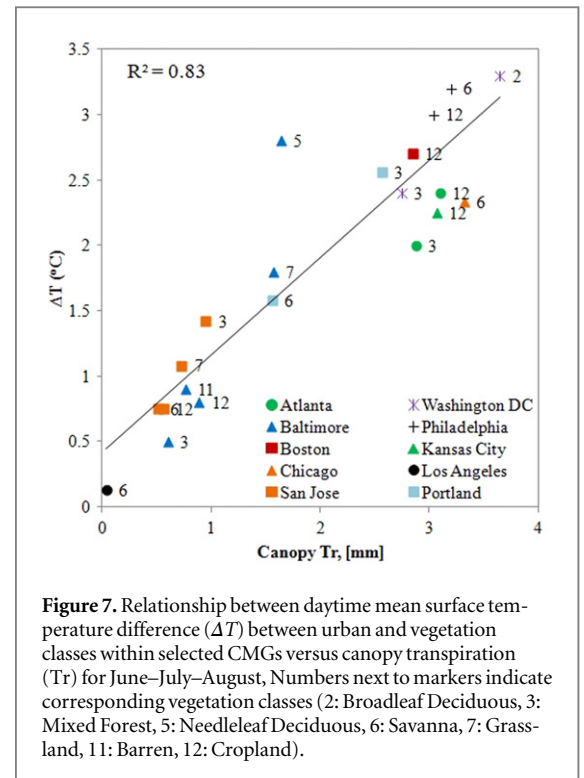 3.5
3
2.5
2
1.5
1
0.5
0
R² = 0.83
ΔT (°C)
2
6
12
5
12
3
3
12
6
12
3
7
6
3
7
11
6 12
12
3
6
Atlanta
Washington DC
Baltimore
Philadelphia
Boston
Kansas City
Chicago
Los Angeles
San Jose
Portland
0 1 2 3 4
Canopy Tr, [mm]
Figure 7. Relationship between daytime mean surface tem-
perature difference (ΔT) between urban and vegetation
classes within selected CMGs versus canopy transpiration
(Tr) for June–July–August, Numbers next to markers indicate
corresponding vegetation classes (2: Broadleaf Deciduous, 3:
Mixed Forest, 5: Needleleaf Deciduous, 6: Savanna, 7: Grass-
land, 11: Barren, 12: Cropland).